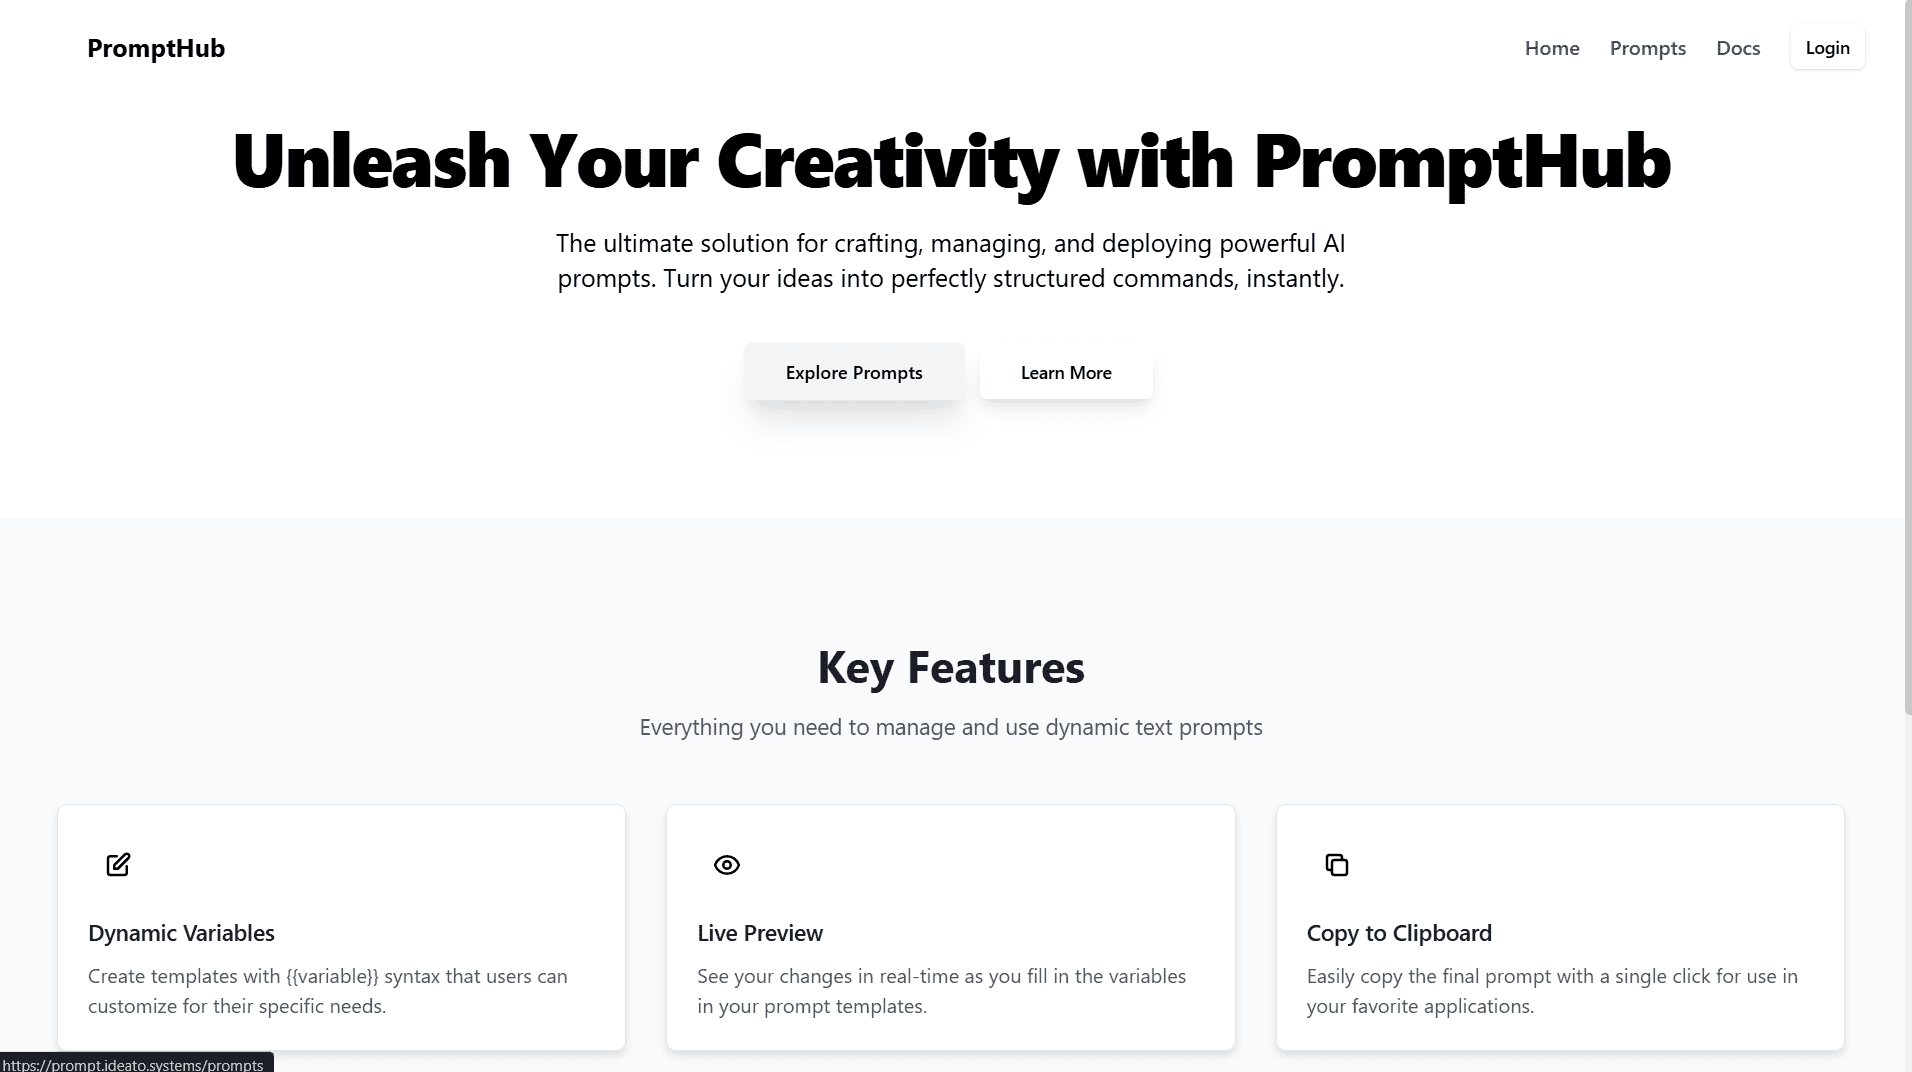 PromptHub
Home
Prompts
Docs
Login
Unleash Your Creativity with PromptHub
The ultimate solution for crafting, managing, and deploying powerful AI
prompts. Turn your ideas into perfectly structured commands, instantly.
Explore Prompts
Learn More
Key Features
Everything you need to manage and use dynamic text prompts
Dynamic Variables
Create templates with {{variable}} syntax that users can
customize for their specific needs.
Live Preview
See your changes in real-time as you fill in the variables
in your prompt templates.
Copy to Clipboard
Easily copy the final prompt with a single click for use in
your favorite applications.
https://prompt.ideato.systems/prompts